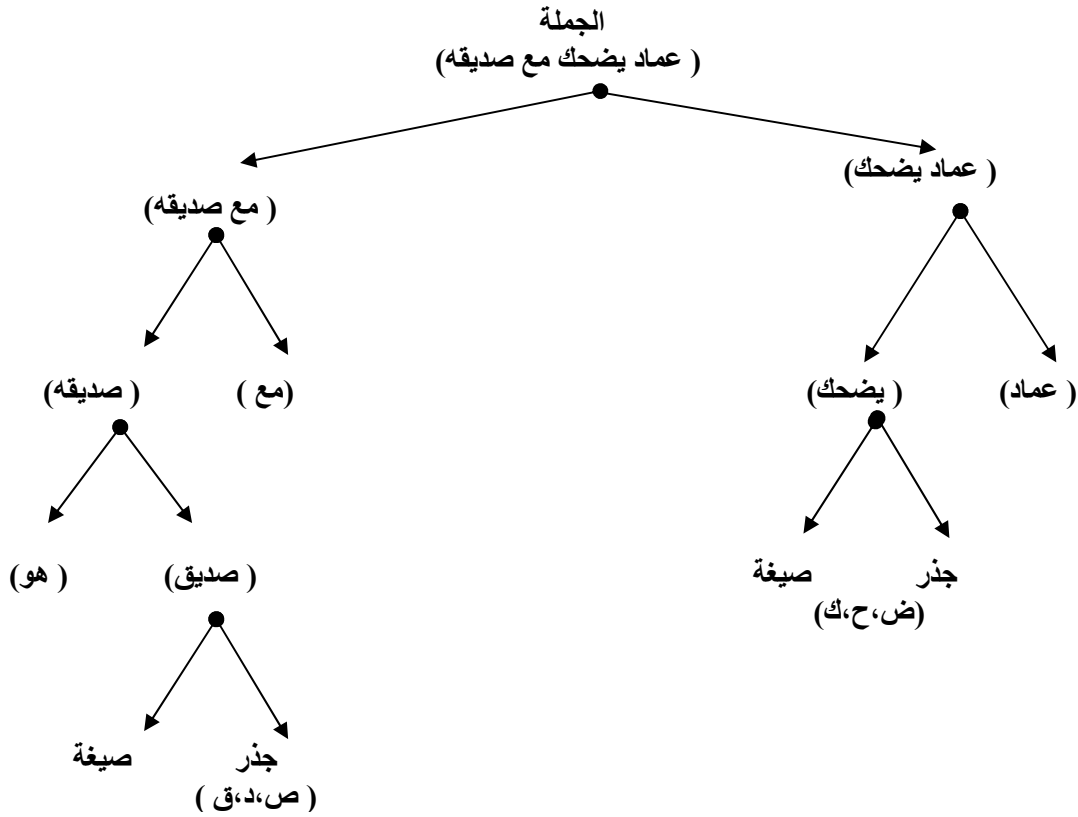 الجملة
( عماد يضحك مع صديقه)
( عماد يضحك)
( مع صديقه)
( عماد)
( يضحك)
(مع )
( صديقه)
جذر
صيغة
(ض،ح،ك)
( صديق)
( هو)
جذر
صيغة
( ص،د،ق )